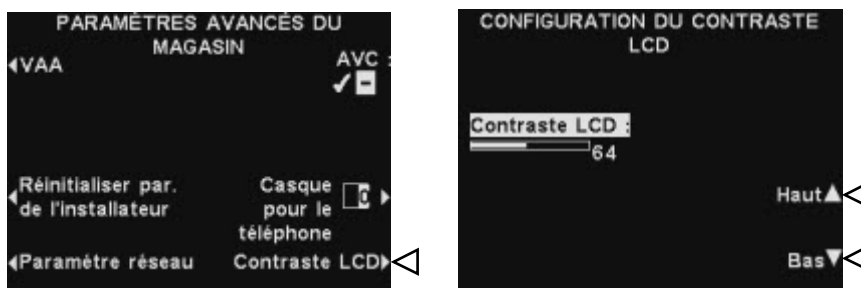 PARAMÈTRES AVANCÉS DU
MAGASIN
VAA
AVC :
Réinitialiser par.
de l'installateur
Casque
pour le
téléphone
0
Paramètre réseau
Contraste LCD
CONFIGURATION DU CONTRASTE
LCD
Contraste LCD :
64
Haut
Bas